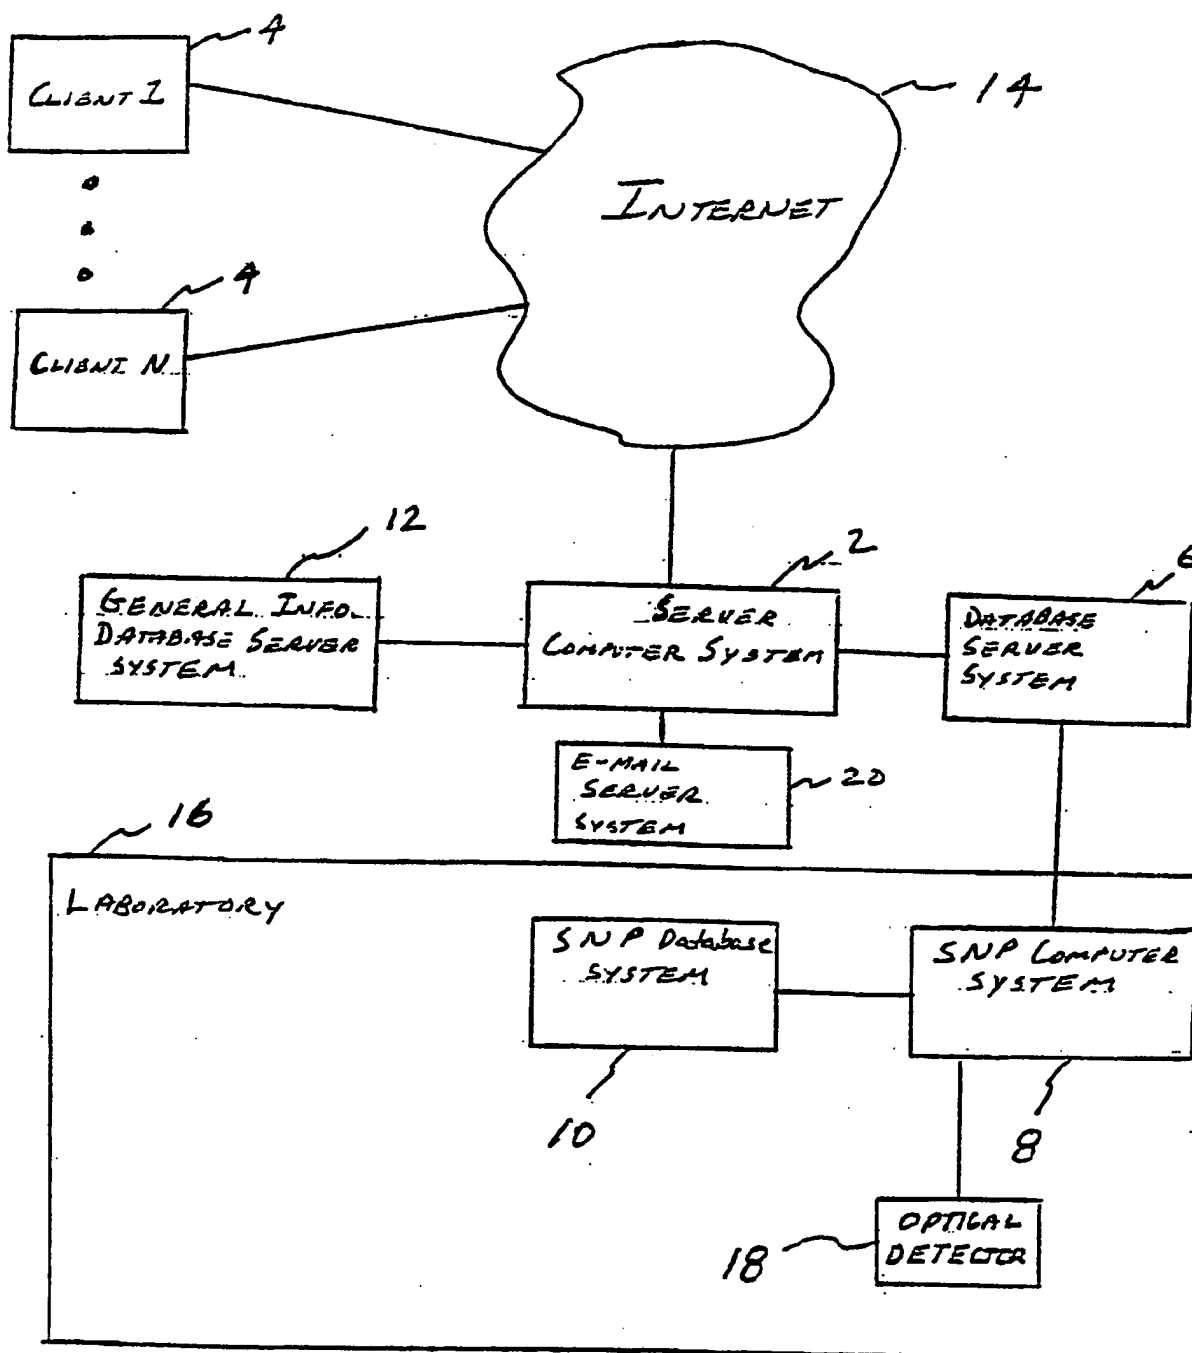 4
CLIENT 1
14
INTERNET
4
CLIENT N
12
2
6
GENERAL INFO.
DATABASE SERVER
SYSTEM
SERVER
COMPUTER SYSTEM
DATABASE
SERVER
SYSTEM
E-MAIL
SERVER
SYSTEM
20
16
LABORATORY
SNP Database
SYSTEM
SNP COMPUTER
SYSTEM
10
8
OPTICAL
DETECTOR
18